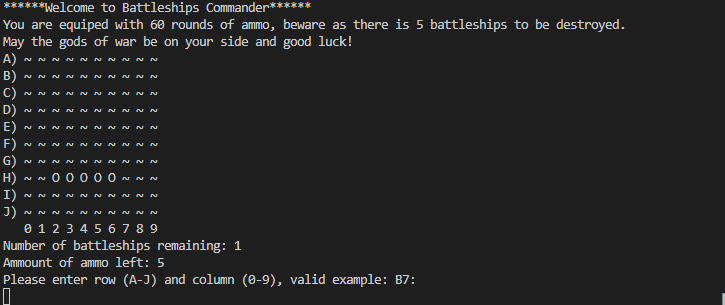 ******Welcome to Battleships Commander******
You are equiped with 60 rounds of ammo, beware as there is 5 battleships to be destroyed.
May the gods of war be on your side and good luck!
A) ~ ~ ~ ~ ~ ~ ~ ~ ~ ~
B) ~ ~ ~ ~ ~ ~ ~ ~ ~ ~
C) ~ ~ ~ ~ ~ ~ ~ ~ ~ ~
D) ~ ~ ~ ~ ~ ~ ~ ~ ~ ~
E) ~ ~ ~ ~ ~ ~ ~ ~ ~ ~
F) ~ ~ ~ ~ ~ ~ ~ ~ ~ ~
G) ~ ~ ~ ~ ~ ~ ~ ~ ~ ~
H) ~ ~ O O O O O ~ ~ ~
I) ~ ~ ~ ~ ~ ~ ~ ~ ~ ~
J) ~ ~ ~ ~ ~ ~ ~ ~ ~ ~
0 1 2 3 4 5 6 7 8 9
Number of battleships remaining: 1
Ammount of ammo left: 5
Please enter row (A-J) and column (0-9), valid example: B7: